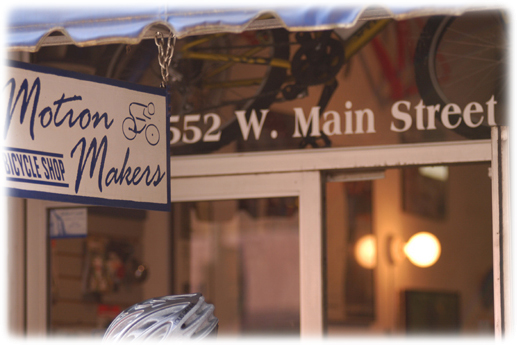 Motion
BICYCLE SHOP
Makers
552 W. Main Street